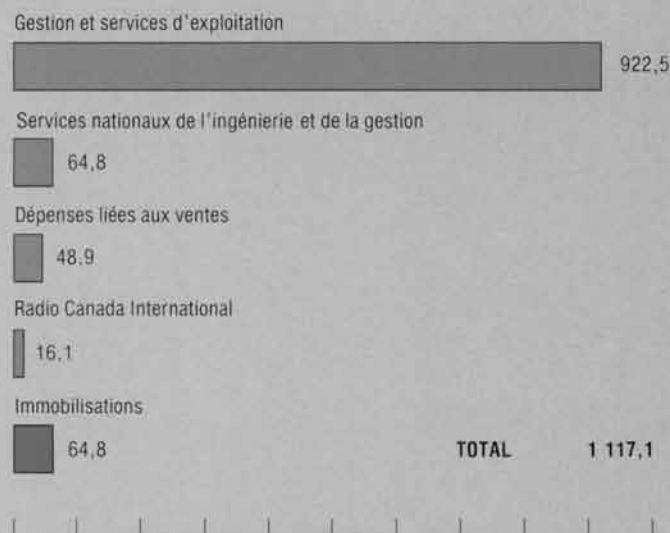 Gestion et services d'exploitation
922,5
Services nationaux de l'ingénierie et de la gestion
64,8
Dépenses liées aux ventes
48,9
Radio Canada International
16,1
Immobilisations
64,8
TOTAL 1 117,1